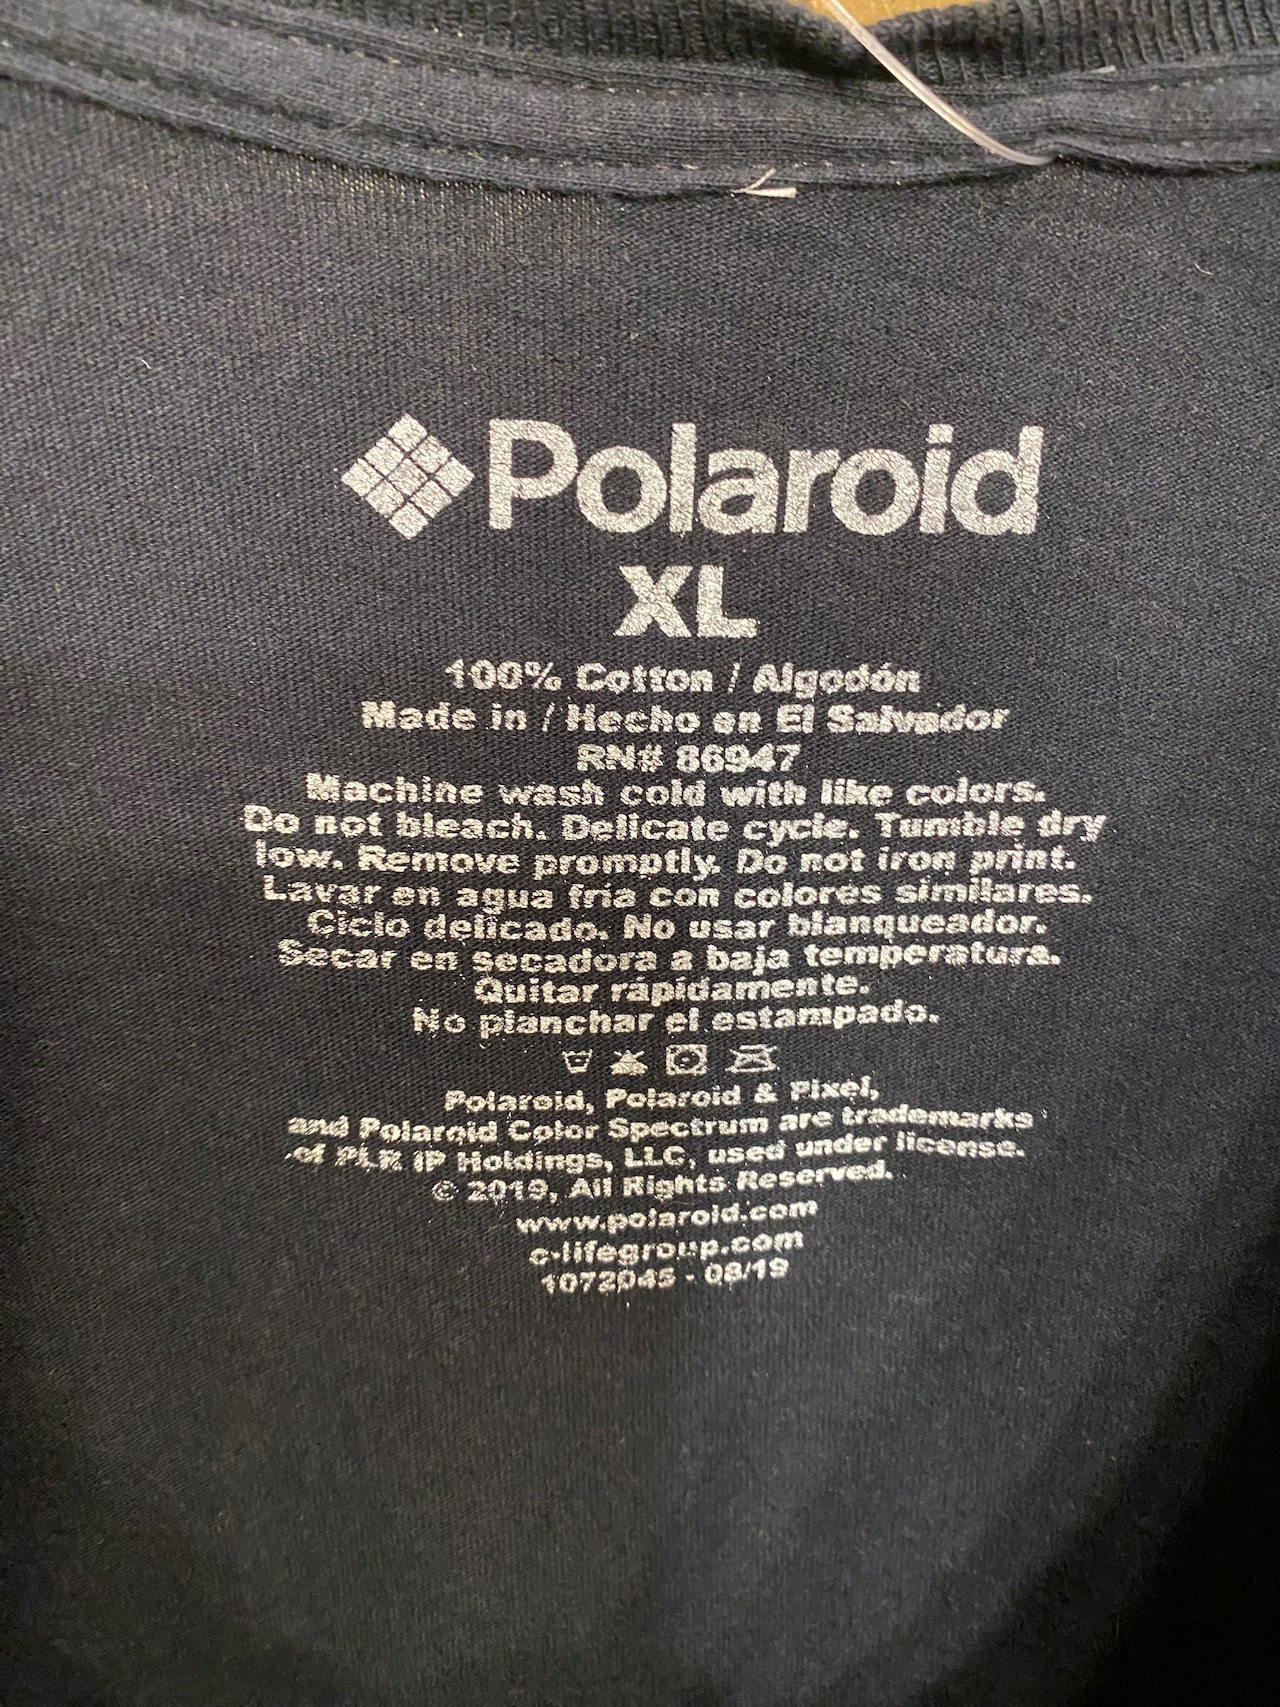 Polaroid
XL
100% Cotton / Algodón
Made in / Hecho en El Salvador
RN# 86947
Machine wash cold with like colors.
Do not bleach. Delicate cycle. Tumble dry
low. Remove promptly. Do not iron print.
Lavar en agua fría con colores similares.
Ciclo delicado. No usar blanqueador.
Secar en secadora a baja temperatura.
Quitar rápidamente.
No planchar el estampado.
Polaroid, Polaroid & Pixel,
and Polaroid Color Spectrum are trademarks
of PLR IP Holdings, LLC, used under license.
© 2019, All Rights Reserved.
www.polaroid.com
c-lifegroup.com
1072045 - 08/19